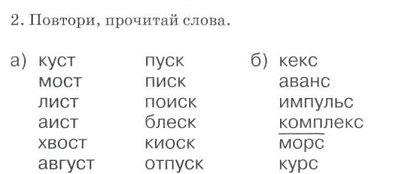 2. Повтори, прочитай слова.
а) куст пуск б) кекс
мост писк аванс
лист поиск импульс
аист блеск комплекс
хвост киоск морс
август отпуск курс